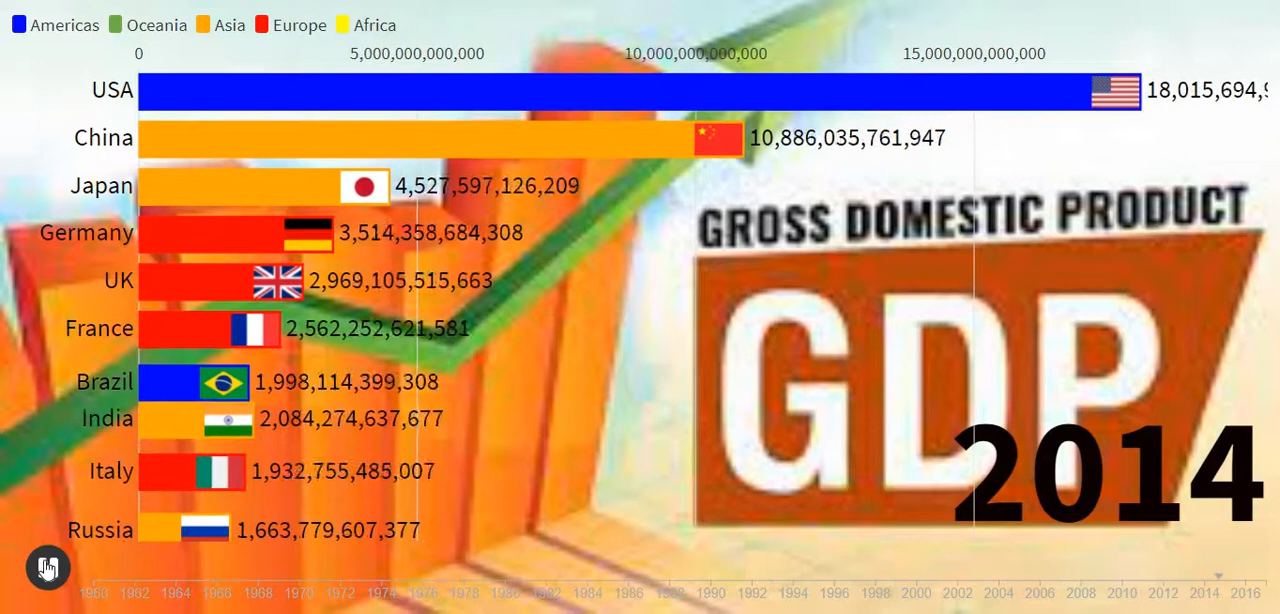 Americas Oceania Asia Europe Africa
0 5,000,000,000,000 10,000,000,000,000 15,000,000,000,000
USA 18,015,694,
China 10,886,035,761,947
Japan 4,527,597,126,209
GROSS DOMESTIC PRODUCT
Germany 3,514,358,684,308
UK 2,969,105,515,663
GDP
France 2,562,252,621,581
Brazil 1,998,114,399,308
India 2,084,274,637,677
Italy 1,932,755,485,007
2014
Russia 1,663,779,607,377
1960 1962 1964 1966 1968 1970 1972 1974 1976 1978 1980 1982 1984 1986 1988 1990 1992 1994 1996 1998 2000 2002 2004 2006 2008 2010 2012 2014 2016